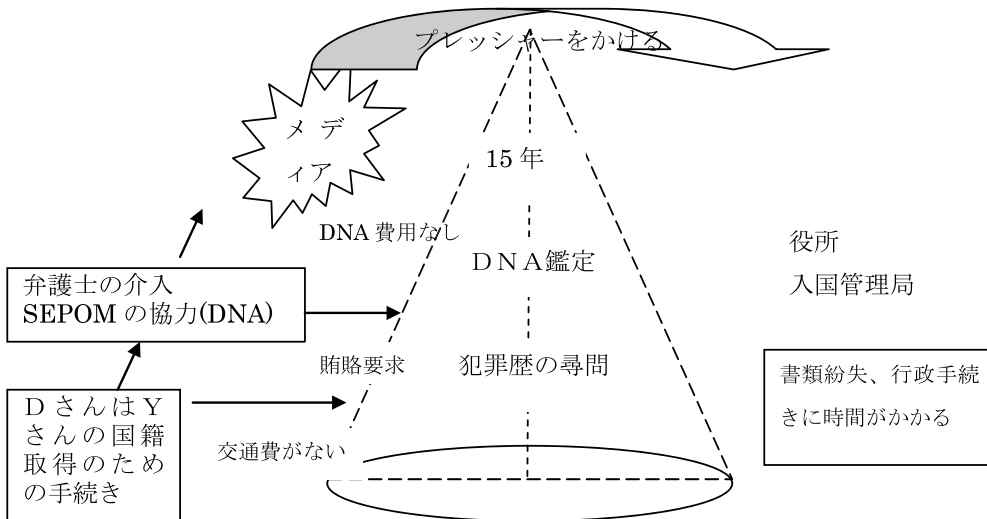 プレッシャーをかける
メ デ
ィア
15 年
DNA 費用なし
ＤＮＡ鑑定
役所
入国管理局
弁護士の介入
SEPOM の協力(DNA)
賄賂要求
犯罪歴の尋問
書類紛失、行政手続
きに時間がかかる
ＤさんはＹ
さんの国籍
取得のため
の手続き
交通費がない